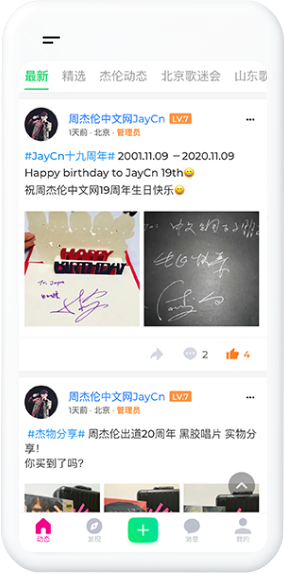 最新 精选 杰伦动态 北京歌迷会 山东歌
周杰伦中文网JayCn LV.7
1天前 · 北京 · 管理员
#JayCn十九周年# 2001.11.09 －2020.11.09
Happy birthday to JayCn 19th😄
祝周杰伦中文网19周年生日快乐😄
HAPPY
BIRTHDAY
生日快乐
2 4
周杰伦中文网JayCn LV.7
1天前 · 北京 · 管理员
#杰物分享# 周杰伦出道20周年 黑胶唱片 实物分
享！
你买到了吗?
动态 发现 消息 我的